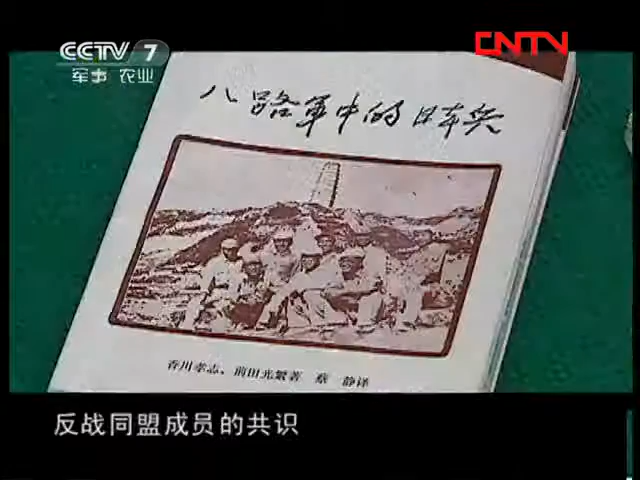 CCTV 7
军事 农业
CNTV
八路军中的日本兵
香川孝志、前田光繁著 蔡 静译
反战同盟成员的共识